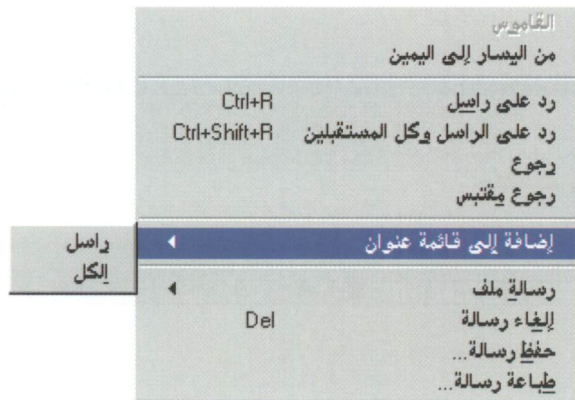 القاموس
من اليسار إلى اليمين
رد على راسل Ctrl+R
رد على الراسل وكل المستقبلين Ctrl+Shift+R
رجوع
رجوع مقتبس
إضافة إلى قائمة عنوان
راسل
الكل
رسالة ملف
إلغاء رسالة Del
حفظ رسالة...
طباعة رسالة...